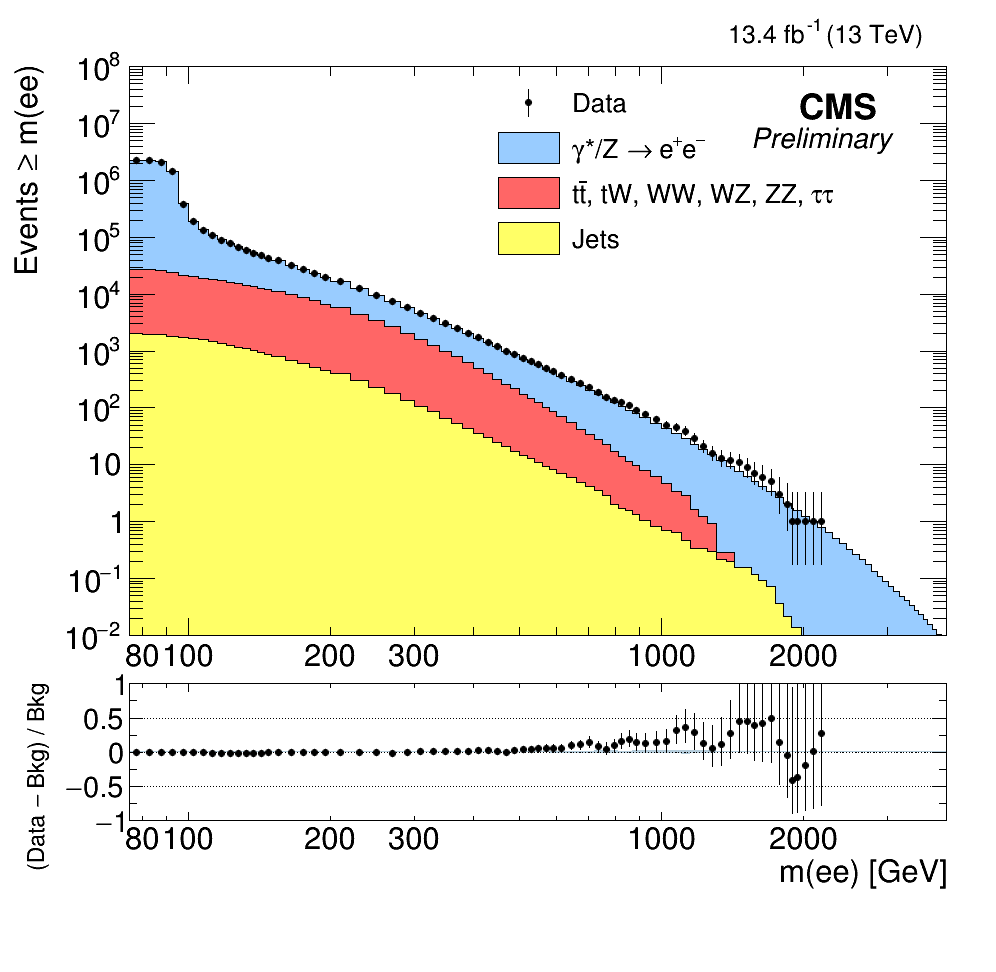 13.4 fb⁻¹ (13 TeV)
Events ≥ m(ee)
10⁸
10⁷
10⁶
10⁵
10⁴
10³
10²
10
1
10⁻¹
10⁻²
CMS
Preliminary
Data
γ*/Z → e⁺e⁻
tt̄, tW, WW, WZ, ZZ, ττ
Jets
80 100 200 300 1000 2000
(Data − Bkg) / Bkg
1
0.5
0
−0.5
−1
80 100 200 300 1000 2000
m(ee) [GeV]